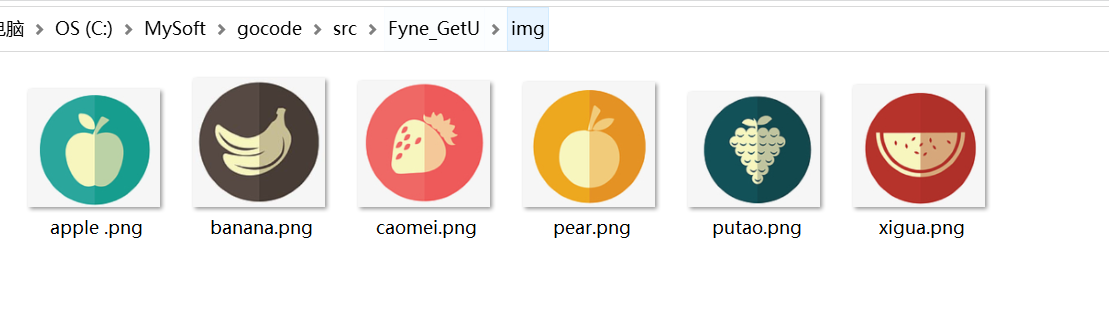 电脑 > OS (C:) > MySoft > gocode > src > Fyne_GetU > img
apple .png banana.png caomei.png pear.png putao.png xigua.png